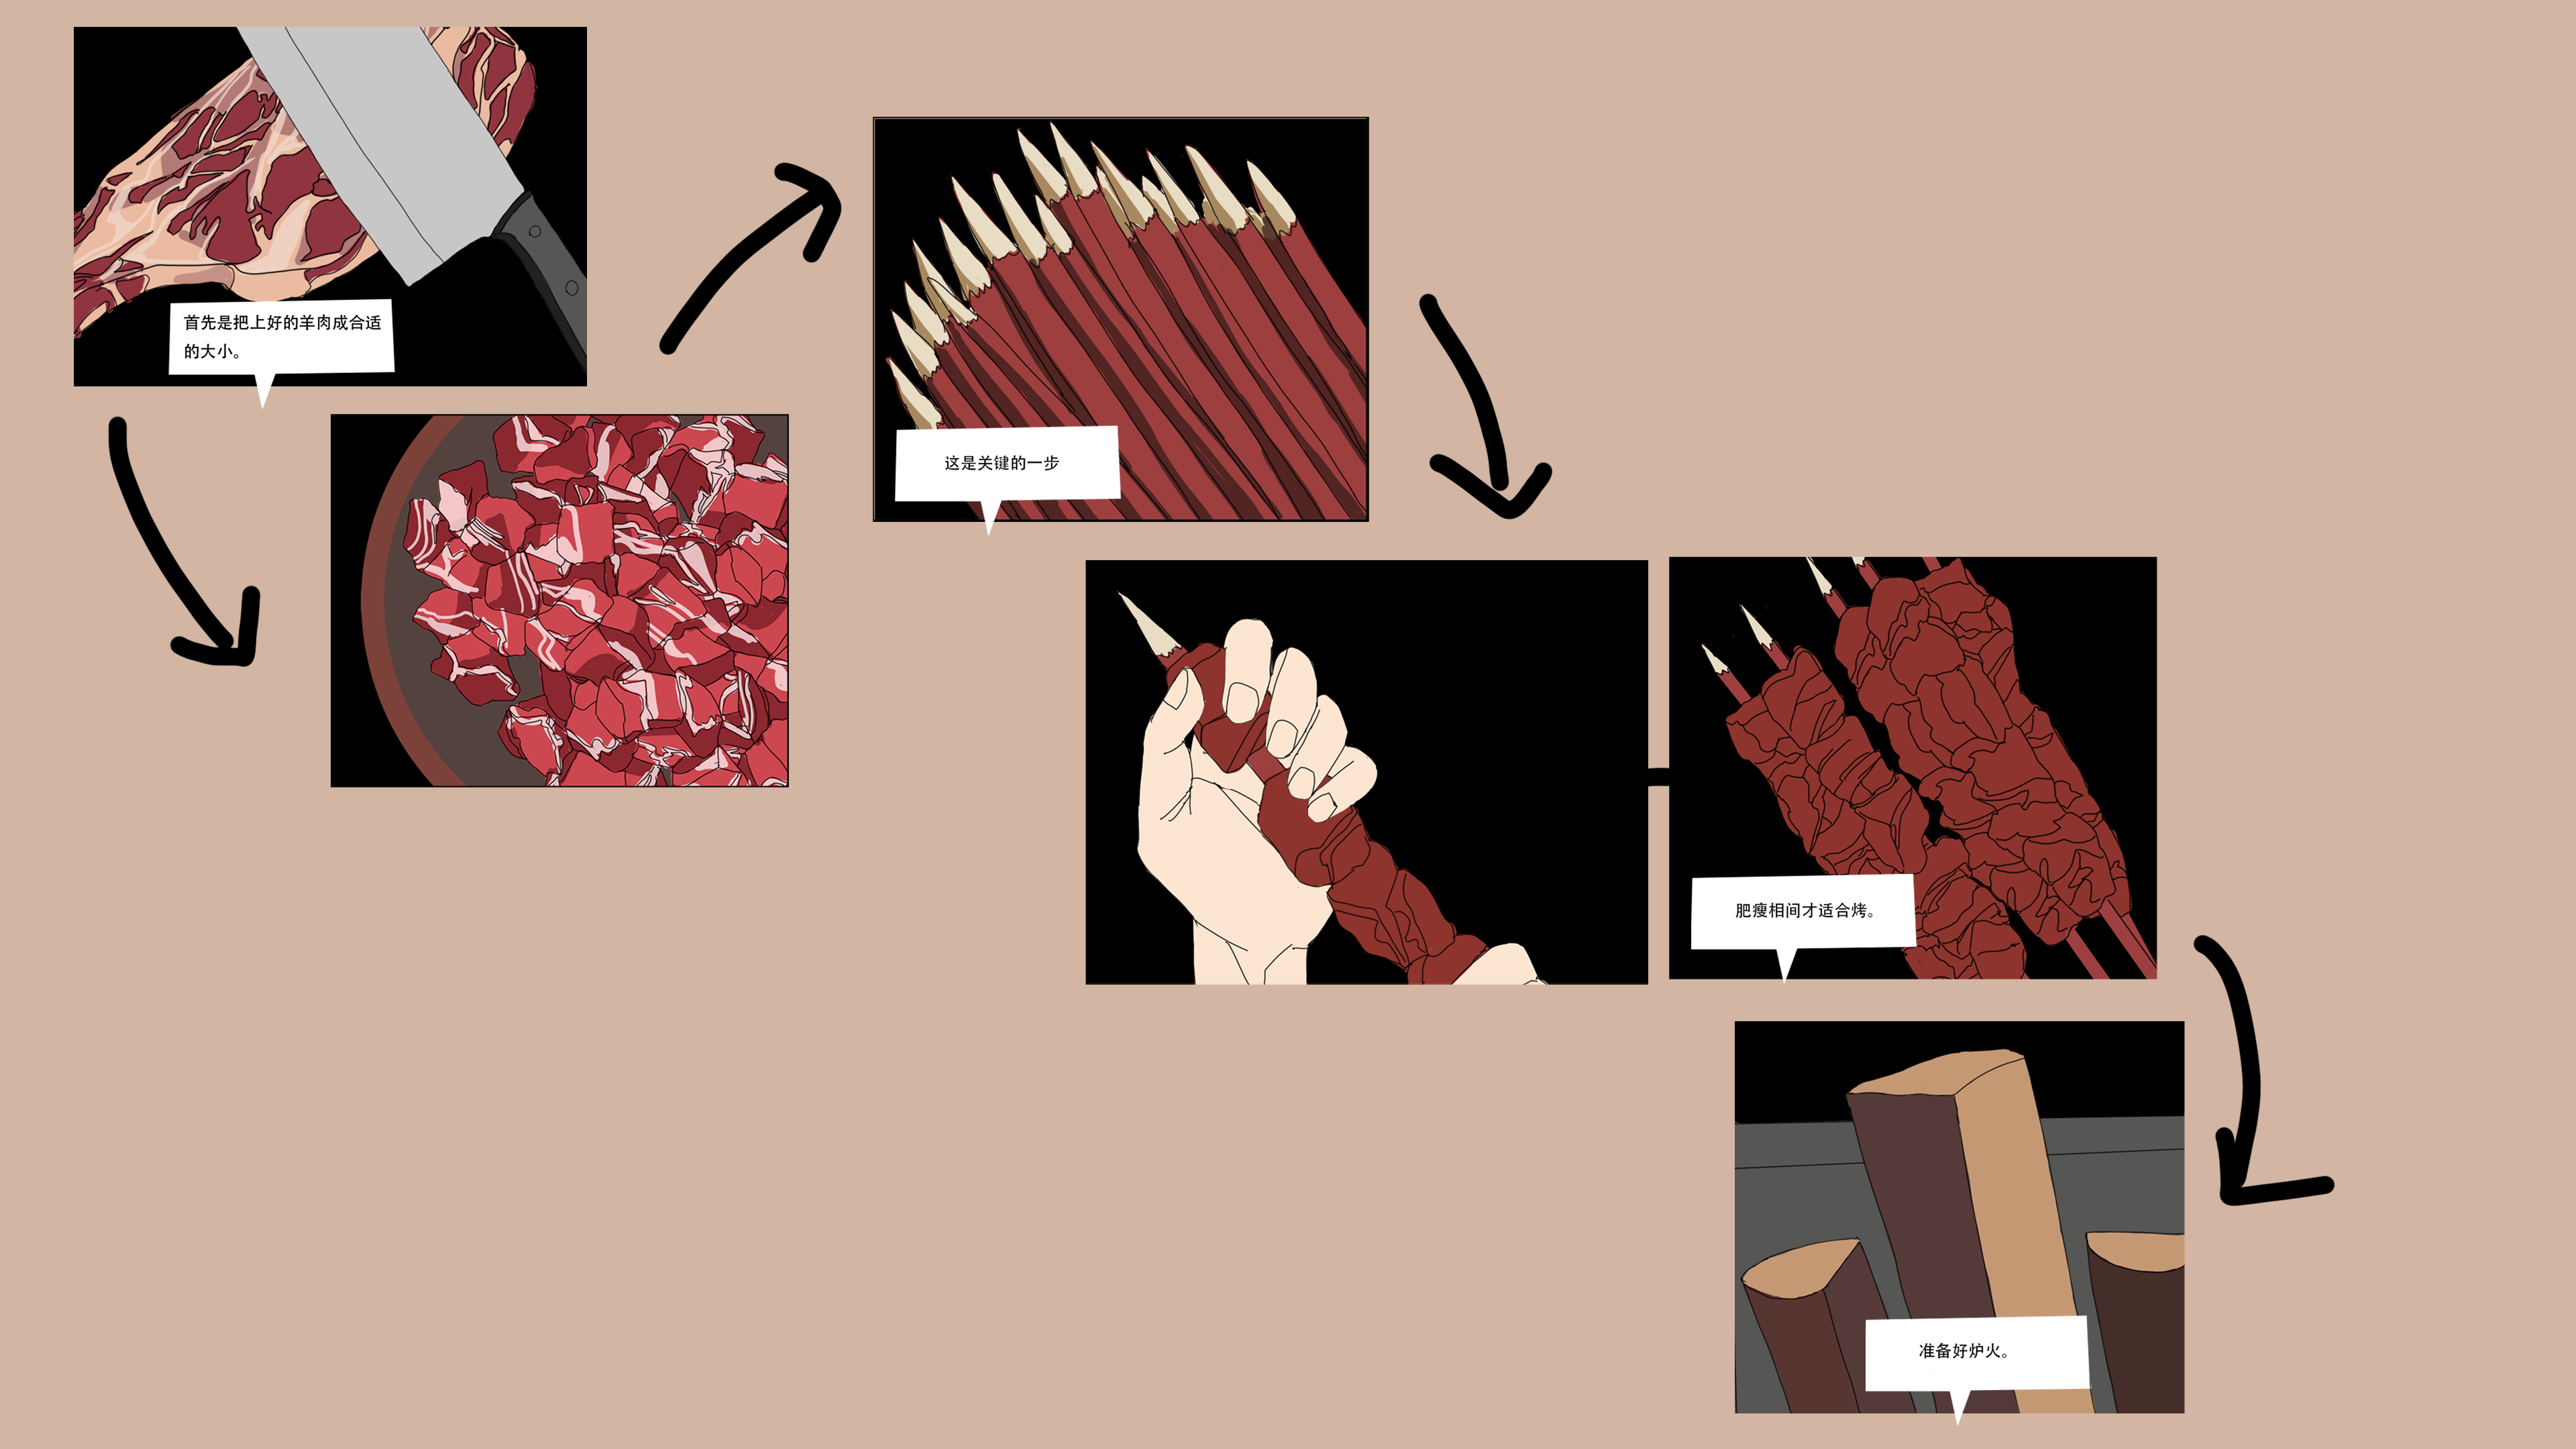 首先是把上好的羊肉成合适
的大小。
这是关键的一步
肥瘦相间才适合烤。
准备好炉火。